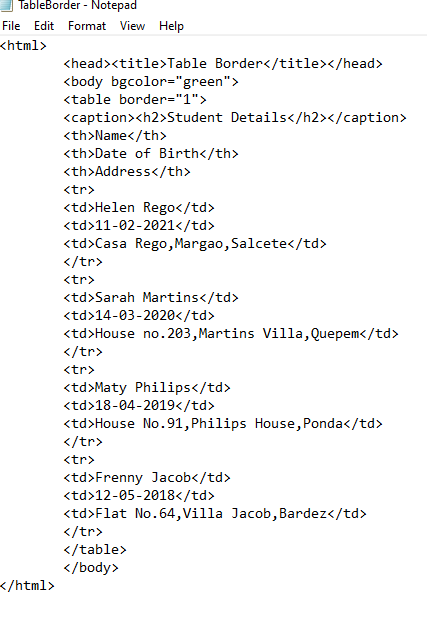 TableBorder - Notepad
File Edit Format View Help
<html>
<head><title>Table Border</title></head>
<body bgcolor="green">
<table border="1">
<caption><h2>Student Details</h2></caption>
<th>Name</th>
<th>Date of Birth</th>
<th>Address</th>
<tr>
<td>Helen Rego</td>
<td>11-02-2021</td>
<td>Casa Rego,Margao,Salcete</td>
</tr>
<tr>
<td>Sarah Martins</td>
<td>14-03-2020</td>
<td>House no.203,Martins Villa,Quepem</td>
</tr>
<tr>
<td>Maty Philips</td>
<td>18-04-2019</td>
<td>House No.91,Philips House,Ponda</td>
</tr>
<tr>
<td>Frenny Jacob</td>
<td>12-05-2018</td>
<td>Flat No.64,Villa Jacob,Bardez</td>
</tr>
</table>
</body>
</html>